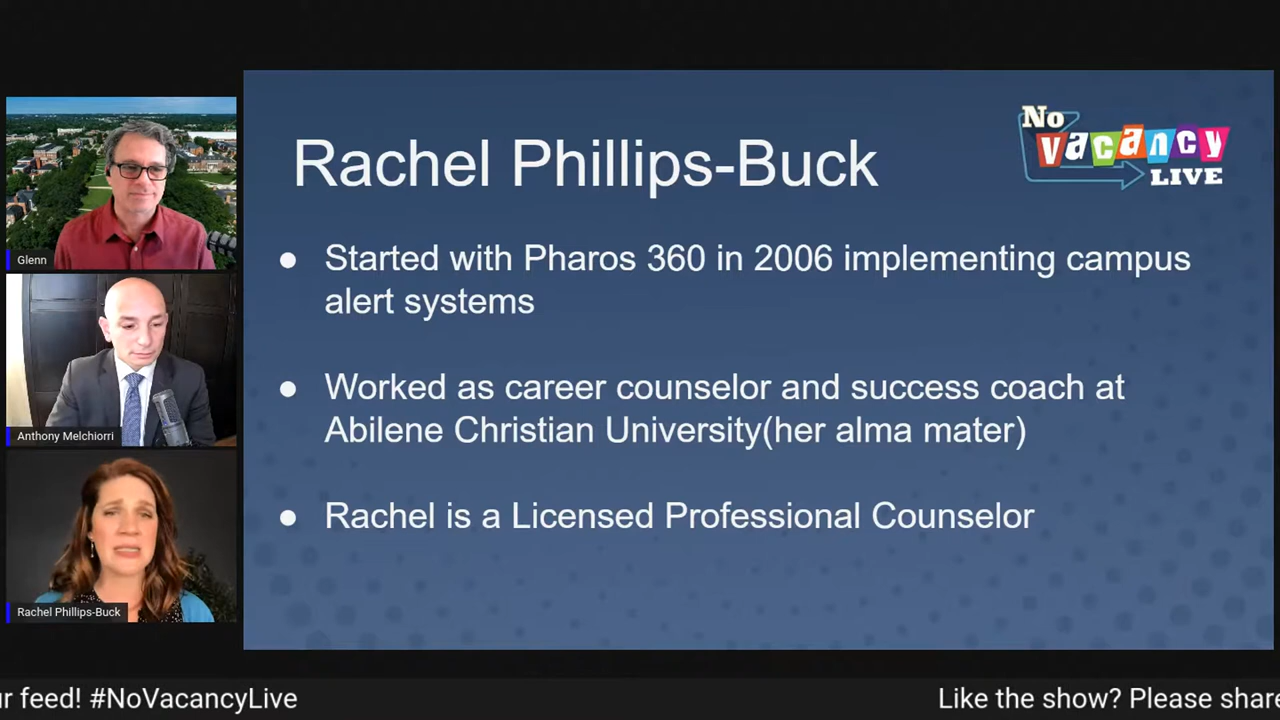 Rachel Phillips-Buck
No
vacancy
LIVE
● Started with Pharos 360 in 2006 implementing campus
alert systems
● Worked as career counselor and success coach at
Abilene Christian University(her alma mater)
● Rachel is a Licensed Professional Counselor
Glenn
Anthony Melchiorri
Rachel Phillips-Buck
feed! #NoVacancyLive
Like the show? Please share